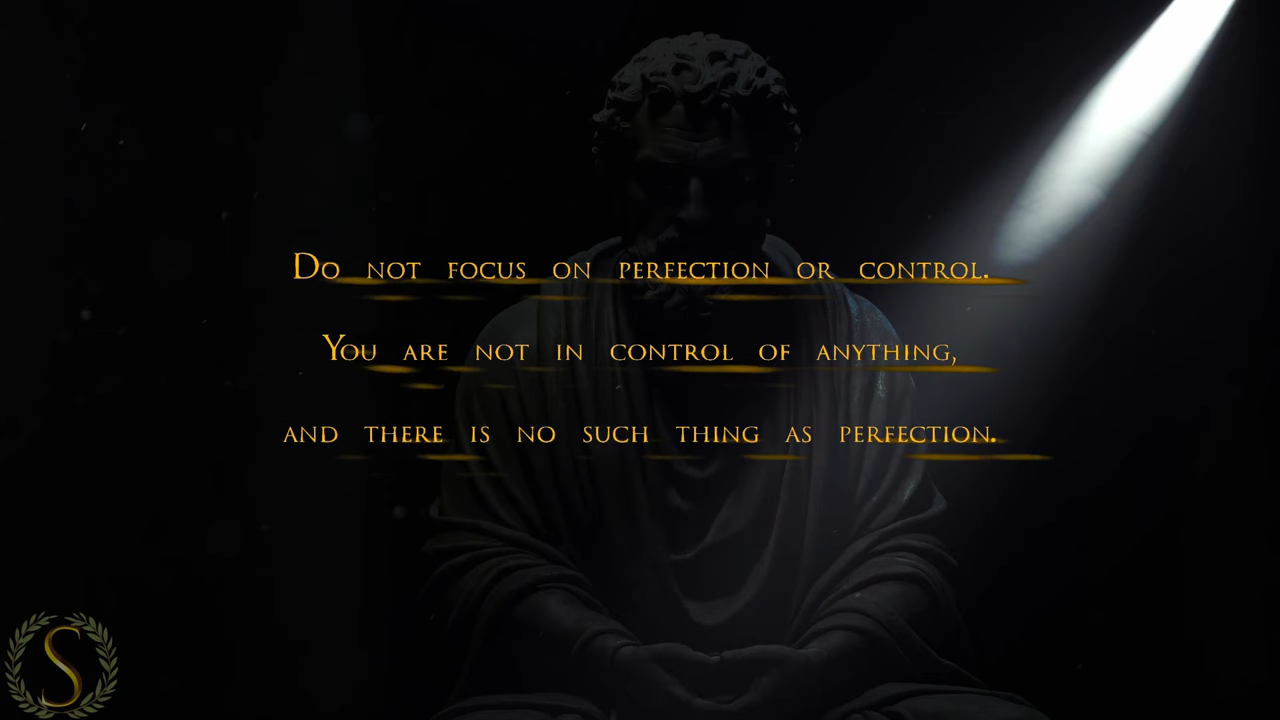 Do not focus on perfection or control.
You are not in control of anything,
and there is no such thing as perfection.
S